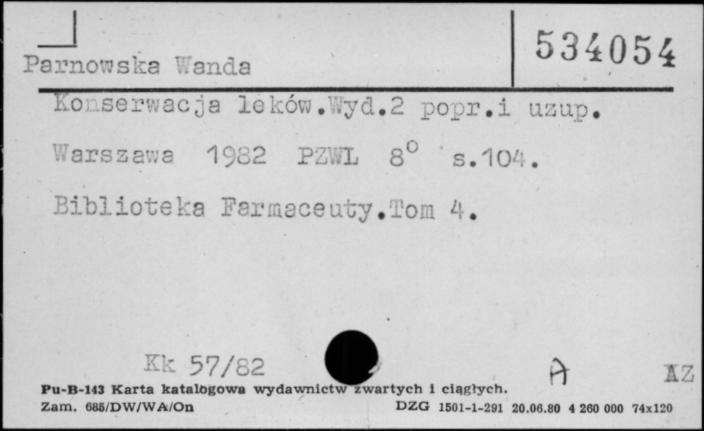 534054
Parnowska Wanda
Konserwacja leków.Wyd.2 popr.i uzup.
Warszawa 1982 PZWL 8° s.104.
Biblioteka Farmaceuty.Tom 4.
Kk 57/82 A AZ
Pu-B-143 Karta katalogowa wydawnictw zwartych i ciągłych.
Zam. 686/DW/WA/On DZG 1501-1-291 20.06.80 4 260 000 74x120